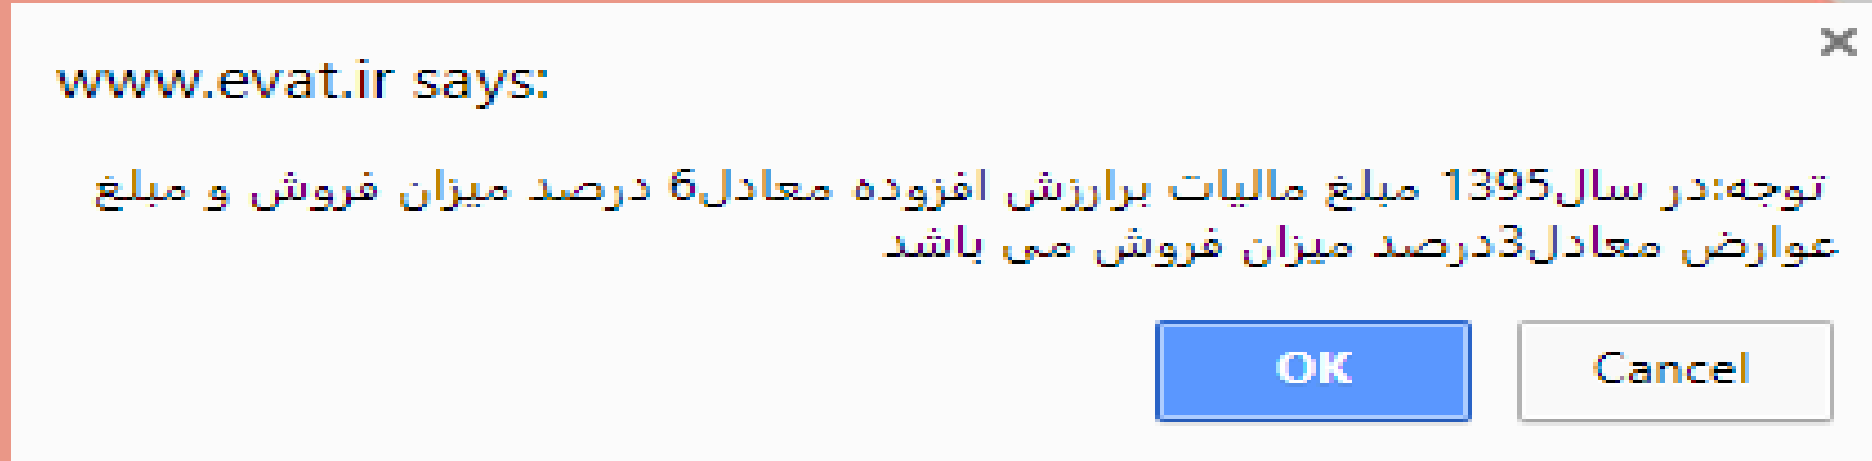 www.evat.ir says:
توجه:در سال1395 مبلغ مالیات برارزش افزوده معادل6 درصد میزان فروش و مبلغ
عوارض معادل3درصد میزان فروش می باشد
OK
Cancel